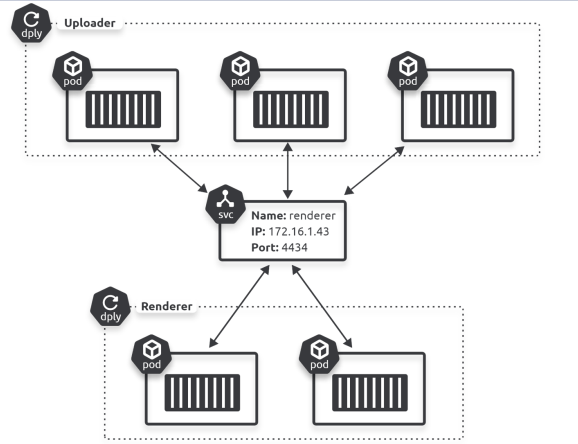 dply
Uploader
pod
pod
pod
svc
Name: renderer
IP: 172.16.1.43
Port: 4434
dply
Renderer
pod
pod